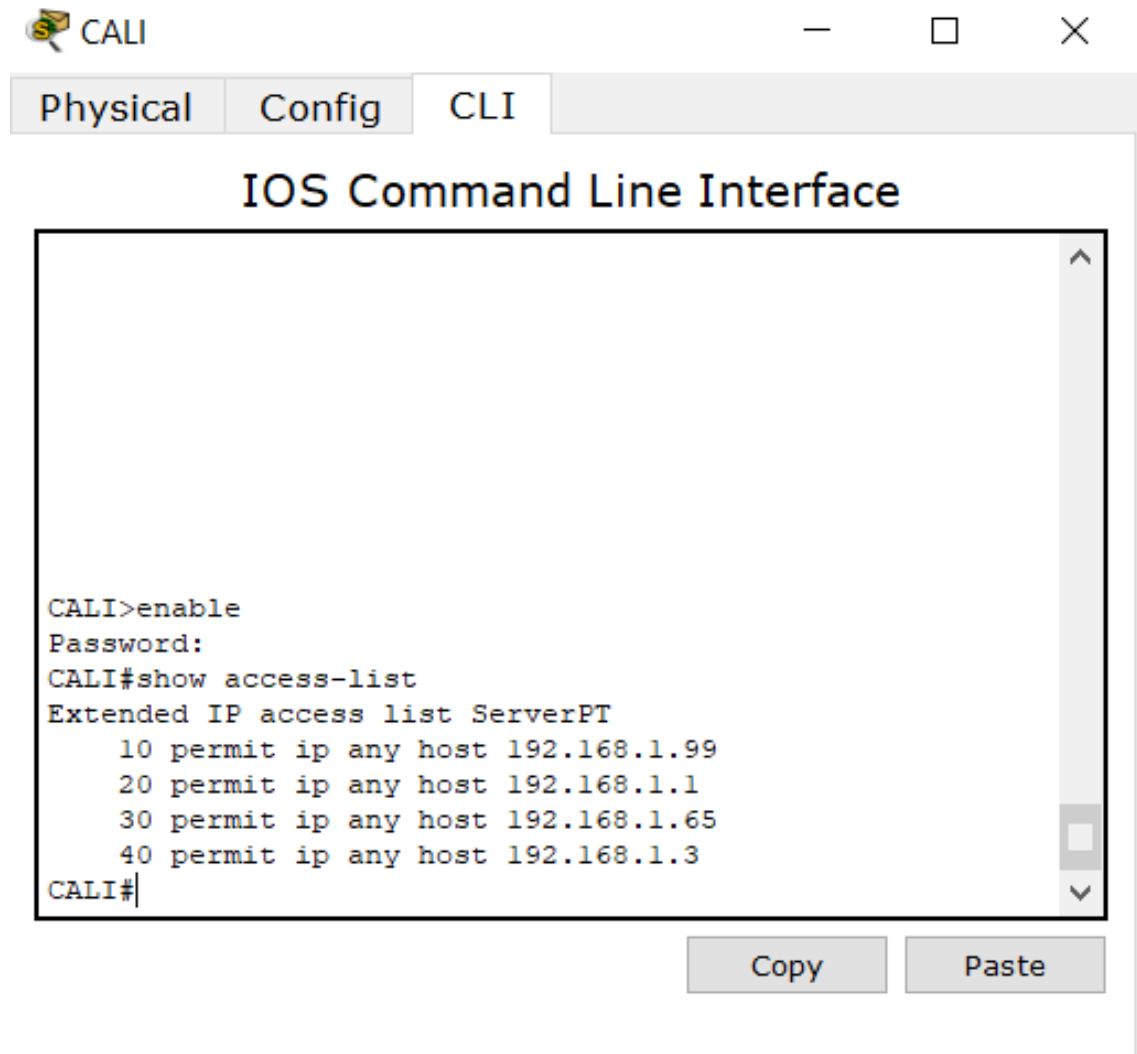 CALI
Physical Config CLI
IOS Command Line Interface
CALI>enable
Password:
CALI#show access-list
Extended IP access list ServerPT
10 permit ip any host 192.168.1.99
20 permit ip any host 192.168.1.1
30 permit ip any host 192.168.1.65
40 permit ip any host 192.168.1.3
CALI#
Copy Paste